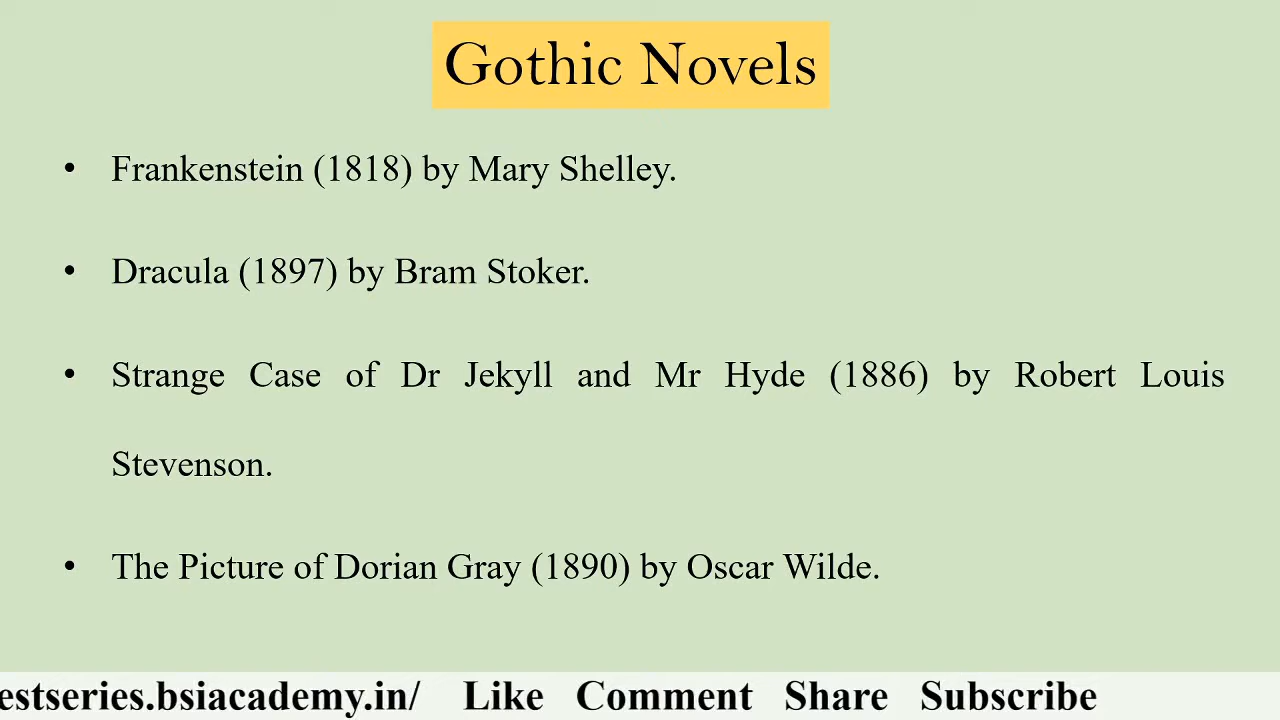 Gothic Novels
• Frankenstein (1818) by Mary Shelley.
• Dracula (1897) by Bram Stoker.
• Strange Case of Dr Jekyll and Mr Hyde (1886) by Robert Louis
Stevenson.
• The Picture of Dorian Gray (1890) by Oscar Wilde.
estseries.bsiacademy.in/ Like Comment Share Subscribe